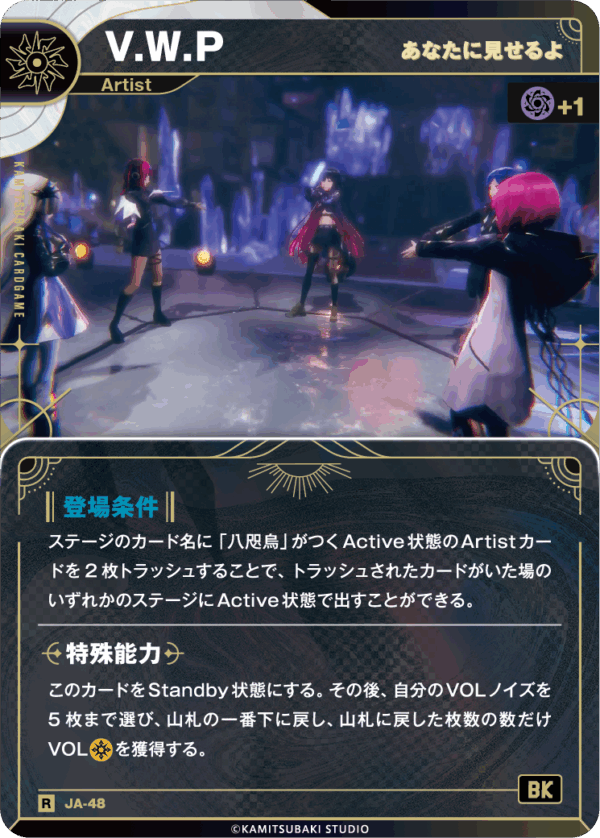 V.W.P
あなたに見せるよ
Artist
+1
KAMITSUBAKI CARDGAME
登場条件
ステージのカード名に「八咫烏」がつくActive状態のArtistカー
ドを2枚トラッシュすることで、トラッシュされたカードがいた場の
いずれかのステージにActive状態で出すことができる。
特殊能力
このカードをStandby状態にする。その後、自分のVOLノイズを
5枚まで選び、山札の一番下に戻し、山札に戻した枚数の数だけ
VOLを獲得する。
BK
R JA-48
©KAMITSUBAKI STUDIO